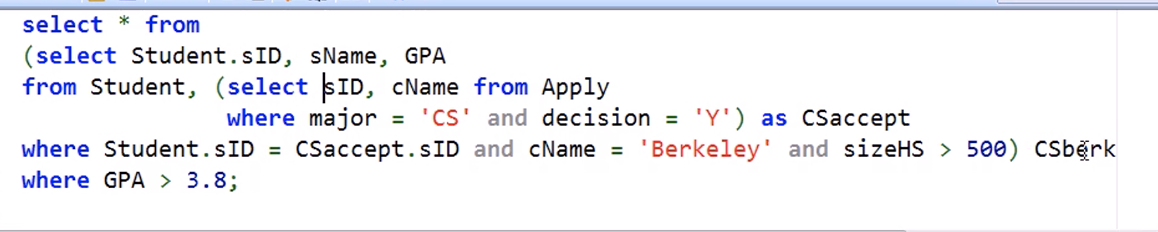 select * from
(select Student.sID, sName, GPA
from Student, (select sID, cName from Apply
where major = 'CS' and decision = 'Y') as CSaccept
where Student.sID = CSaccept.sID and cName = 'Berkeley' and sizeHS > 500) CSberk
where GPA > 3.8;